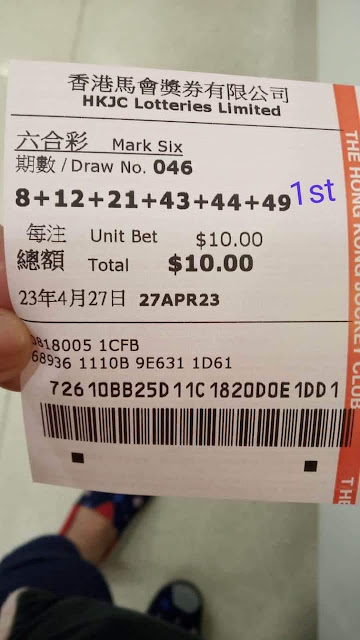 香港馬會獎券有限公司
HKJC Lotteries Limited
六合彩 Mark Six
期數 / Draw No. 046
8+12+21+43+44+49 1st
每注 Unit Bet $10.00
總額 Total $10.00
23年4月27日 27APR23
818005 1CFB
68936 1110B 9E631 1D61
72610BB25D11C1820D0E1DD1
THE HONG KONG JOCKEY CLUB
TH